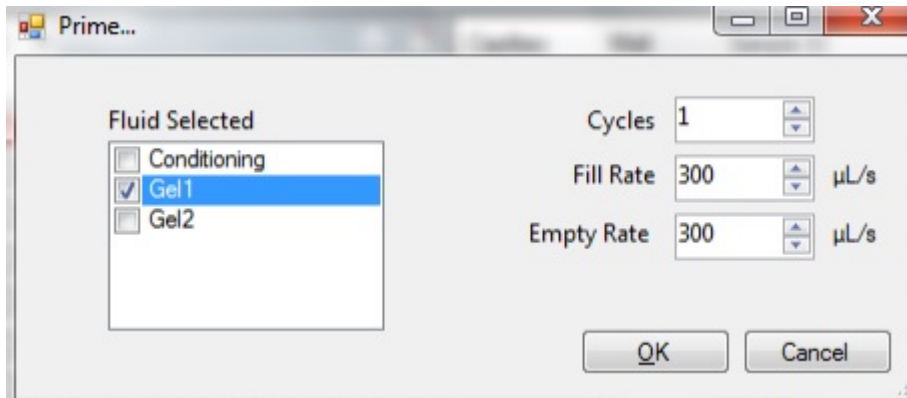 Prime...
Fluid Selected
Conditioning
Gel1
Gel2
Cycles 1
Fill Rate 300 µL/s
Empty Rate 300 µL/s
OK Cancel